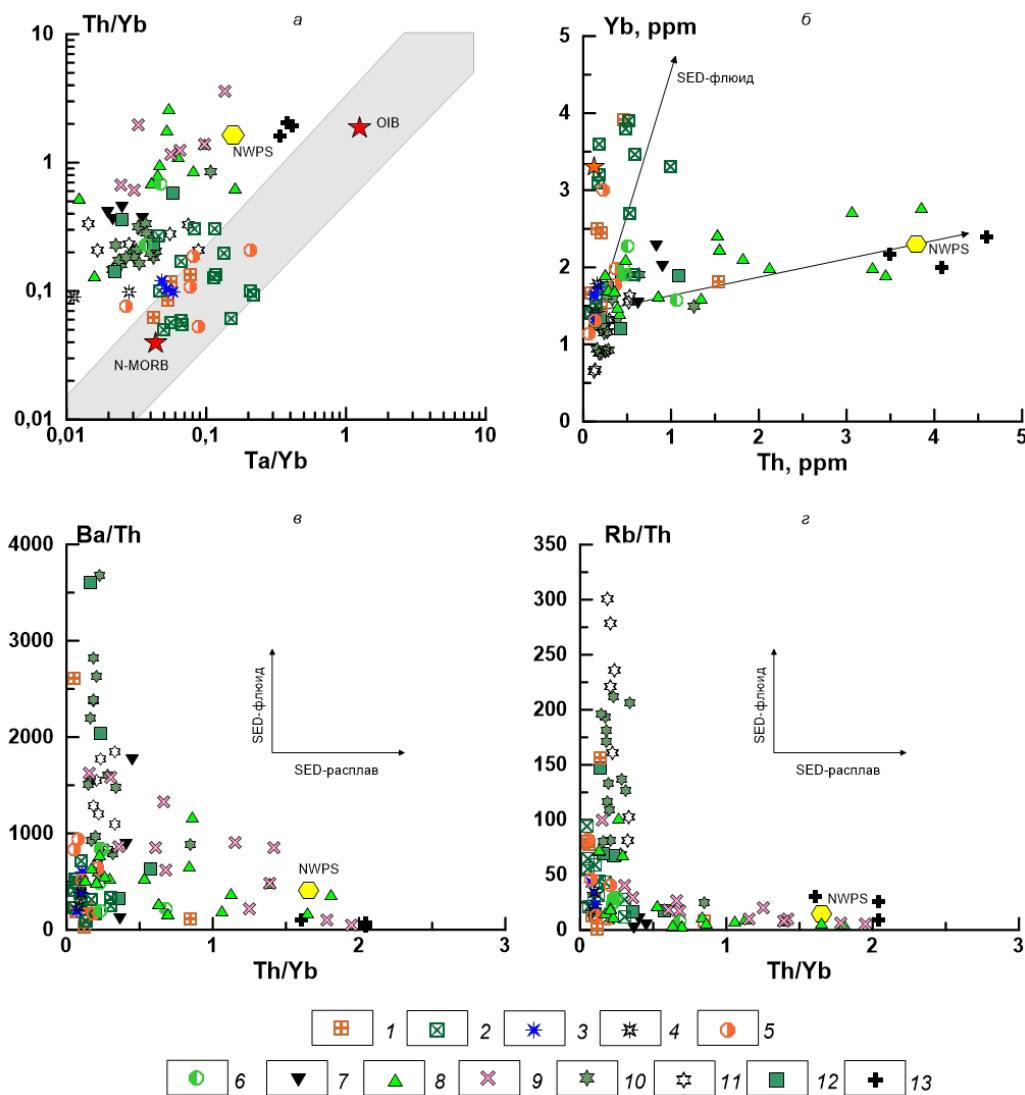 а
Th/Yb
10
1
0,1
0,01
0,01
0,1
1
10
Ta/Yb
NWPS
OIB
N-MORB
б
Yb, ppm
5
4
3
2
1
0
0
1
2
3
4
5
Th, ppm
SED-флюид
NWPS
в
Ba/Th
4000
3000
2000
1000
0
0
1
2
3
Th/Yb
SED-флюид
SED-расплав
NWPS
г
Rb/Th
350
300
250
200
150
100
50
0
0
1
2
3
Th/Yb
SED-флюид
SED-расплав
NWPS
1
2
3
4
5
6
7
8
9
10
11
12
13